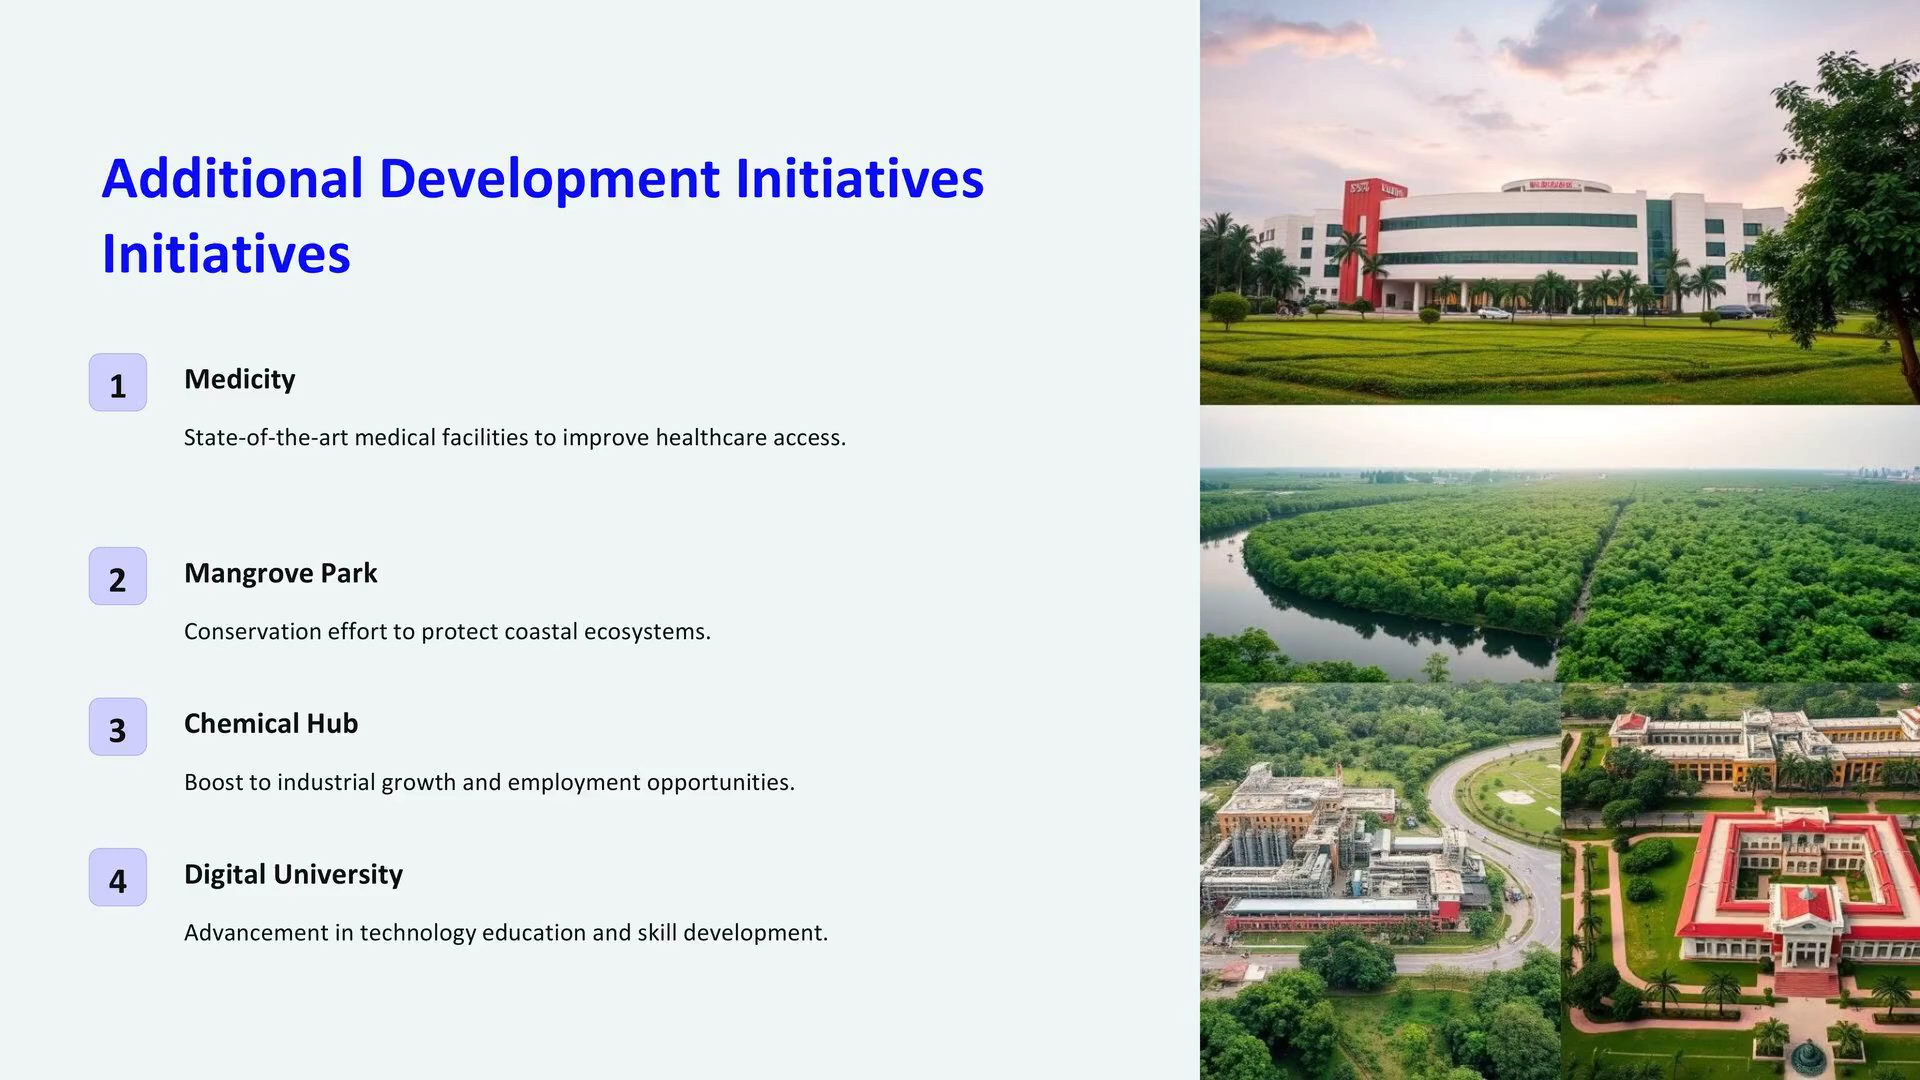 Additional Development Initiatives
Initiatives
1
Medicity
State-of-the-art medical facilities to improve healthcare access.
2
Mangrove Park
Conservation effort to protect coastal ecosystems.
3
Chemical Hub
Boost to industrial growth and employment opportunities.
4
Digital University
Advancement in technology education and skill development.